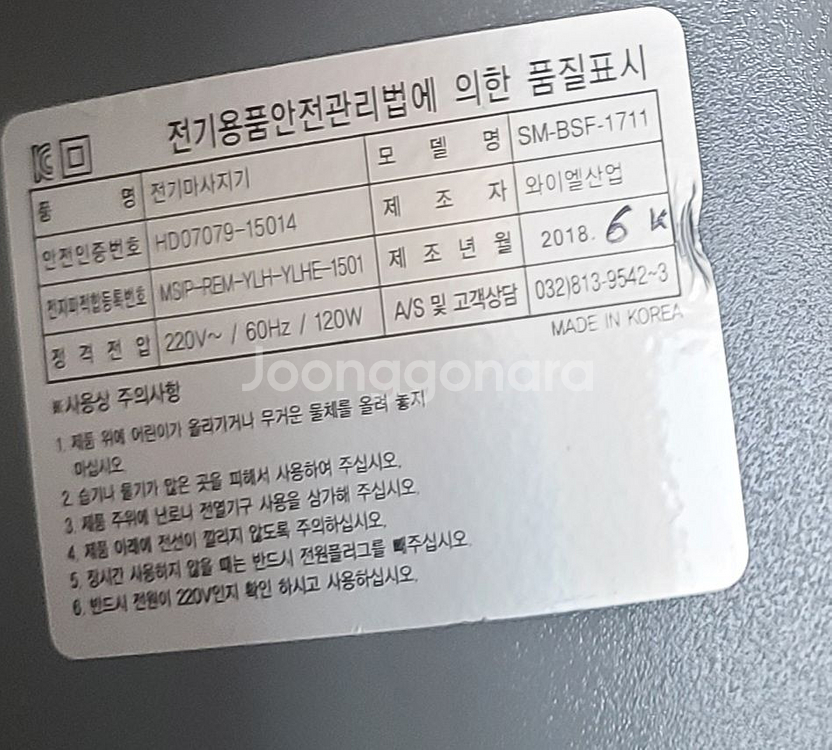 전기용품안전관리법에 의한 품질표시
품 명 전기마사지기 모 델 명 SM-BSF-1711
안전인증번호 HD07079-15014 제 조 자 와이엘산업
전자파적합등록번호 MSIP-REM-YLH-YLHE-1501 제 조 년 월 2018. 6 K
정 격 전 압 220V~ / 60Hz / 120W A/S 및 고객상담 032)813-9542~3
MADE IN KOREA
Joonggonara
※사용상 주의사항
1. 제품 위에 어린이가 올라가거나 무거운 물체를 올려 놓지
마십시오
2. 습기나 물기가 많은 곳을 피해서 사용하여 주십시오.
3. 제품 주위에 난로나 전열기구 사용을 삼가해 주십시오.
4. 제품 아래에 전선이 깔리지 않도록 주의하십시오.
5. 장시간 사용하지 않을 때는 반드시 전원플러그를 빼주십시오.
6. 반드시 전원이 220V인지 확인 하시고 사용하십시오.